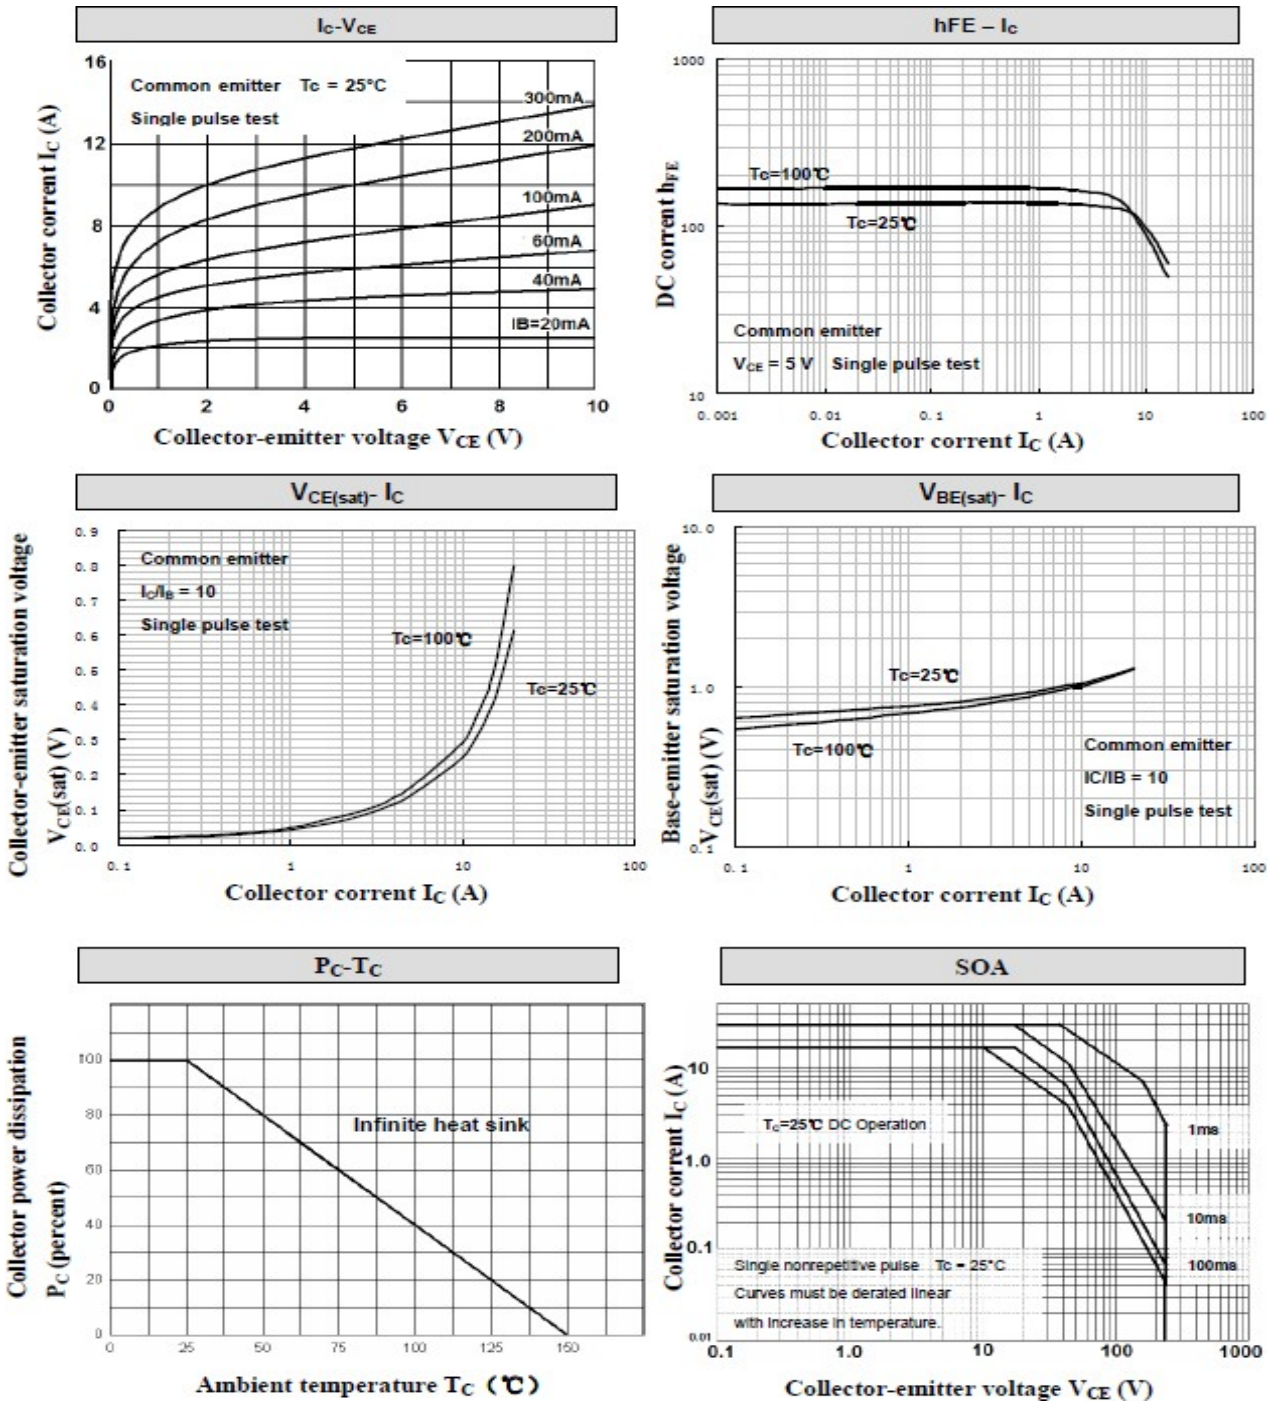 IC-VCE
16
12
8
4
0
Common emitter Tc = 25°C
Single pulse test
300mA
200mA
100mA
60mA
40mA
IB=20mA
0 2 4 6 8 10
Collector current IC (A)
Collector-emitter voltage VCE (V)
hFE – IC
1000
100
10
Tc=100℃
Tc=25℃
Common emitter
VCE = 5 V Single pulse test
0.001 0.01 0.1 1 10 100
DC current hFE
Collector corrent IC (A)
VCE(sat)- IC
0.9
0.8
0.7
0.6
0.5
0.4
0.3
0.2
0.1
0.0
Common emitter
IC/IB = 10
Single pulse test
Tc=100℃
Tc=25℃
0.1 1 10 100
Collector-emitter saturation voltage
VCE(sat) (V)
Collector corrent IC (A)
VBE(sat)- IC
10.0
1.0
0.1
Tc=25℃
Tc=100℃
Common emitter
IC/IB = 10
Single pulse test
0.1 1 10 100
Base-emitter saturation voltage
VCE(sat) (V)
Collector corrent IC (A)
PC-TC
100
80
60
40
20
0
Infinite heat sink
0 25 50 75 100 125 150
Collector power dissipation
PC (percent)
Ambient temperature TC (℃)
SOA
10
1.0
0.1
0.01
TC=25℃ DC Operation
1ms
10ms
100ms
Single nonrepetitive pulse Tc = 25°C
Curves must be derated linear
with increase in temperature.
0.1 1.0 10 100 1000
Collector corrent IC (A)
Collector-emitter voltage VCE (V)